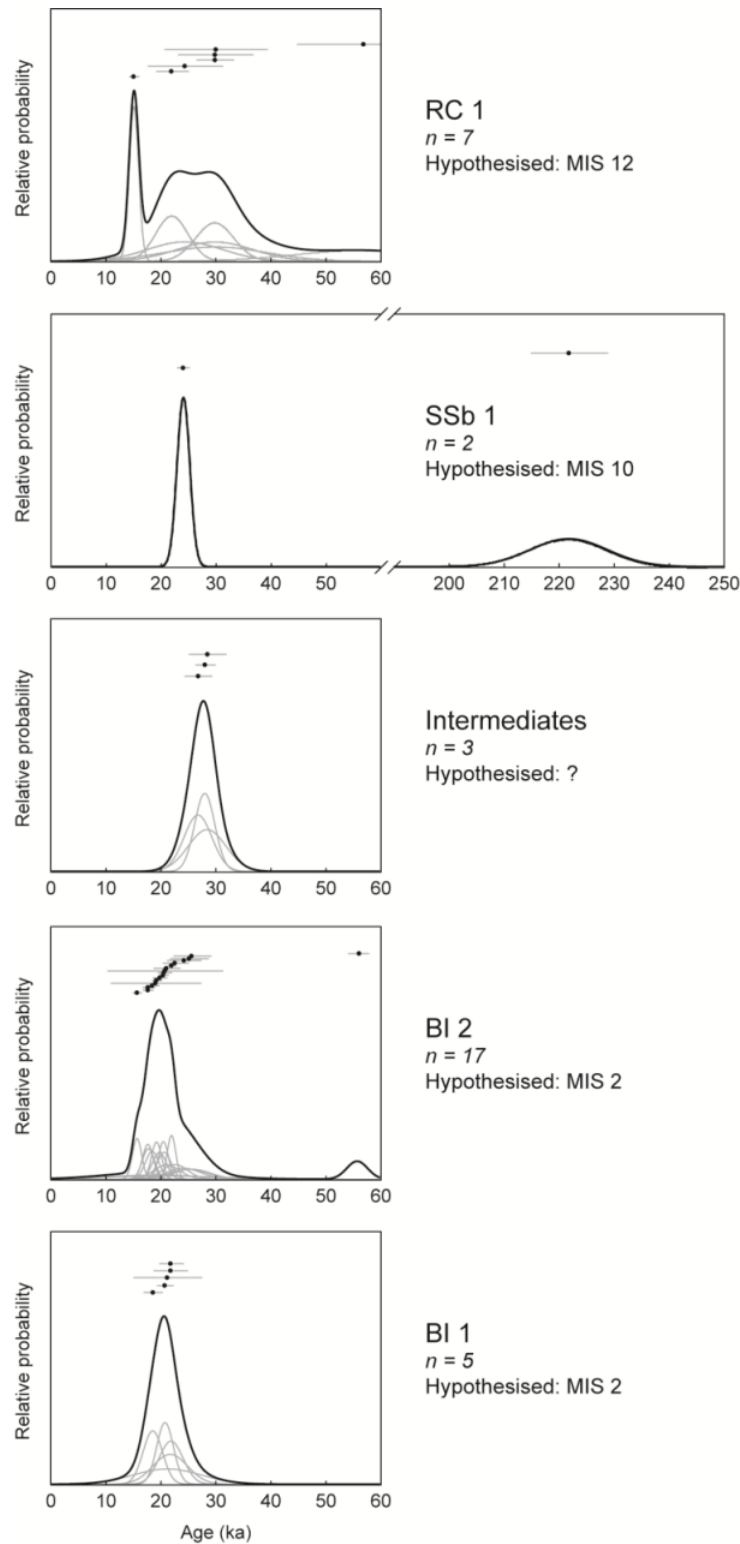 Relative probability
RC 1
n = 7
Hypothesised: MIS 12
0 10 20 30 40 50 60
Relative probability
SSb 1
n = 2
Hypothesised: MIS 10
0 10 20 30 40 50 200 210 220 230 240 250
Relative probability
Intermediates
n = 3
Hypothesised: ?
0 10 20 30 40 50 60
Relative probability
BI 2
n = 17
Hypothesised: MIS 2
0 10 20 30 40 50 60
Relative probability
BI 1
n = 5
Hypothesised: MIS 2
0 10 20 30 40 50 60
Age (ka)